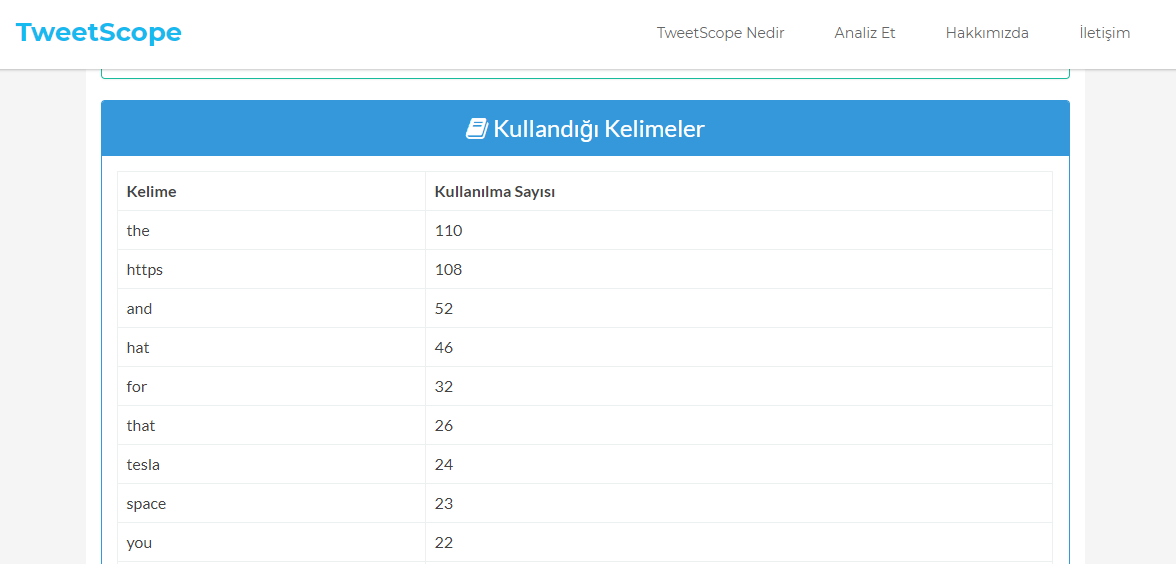 TweetScope
TweetScope Nedir Analiz Et Hakkımızda İletişim
Kullandığı Kelimeler
Kelime Kullanılma Sayısı
the 110
https 108
and 52
hat 46
for 32
that 26
tesla 24
space 23
you 22